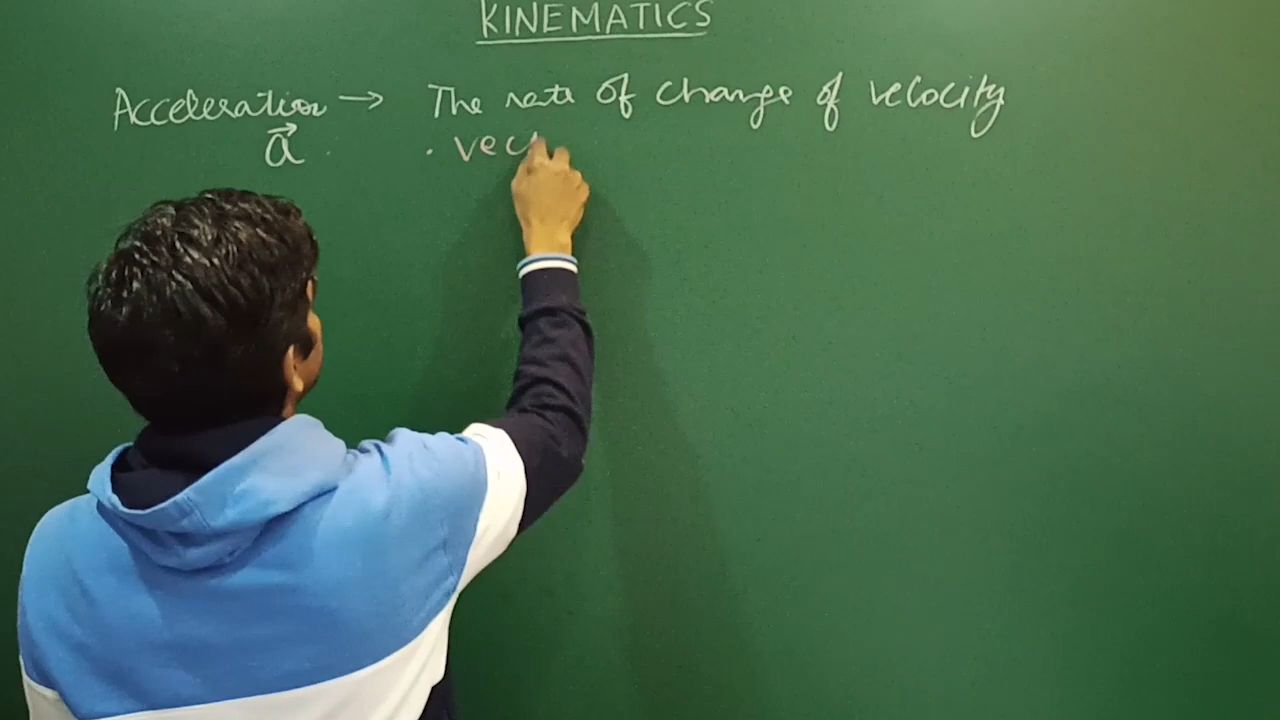 KINEMATICS
Acceleration → The rate of change of velocity
a⃗ . . vec